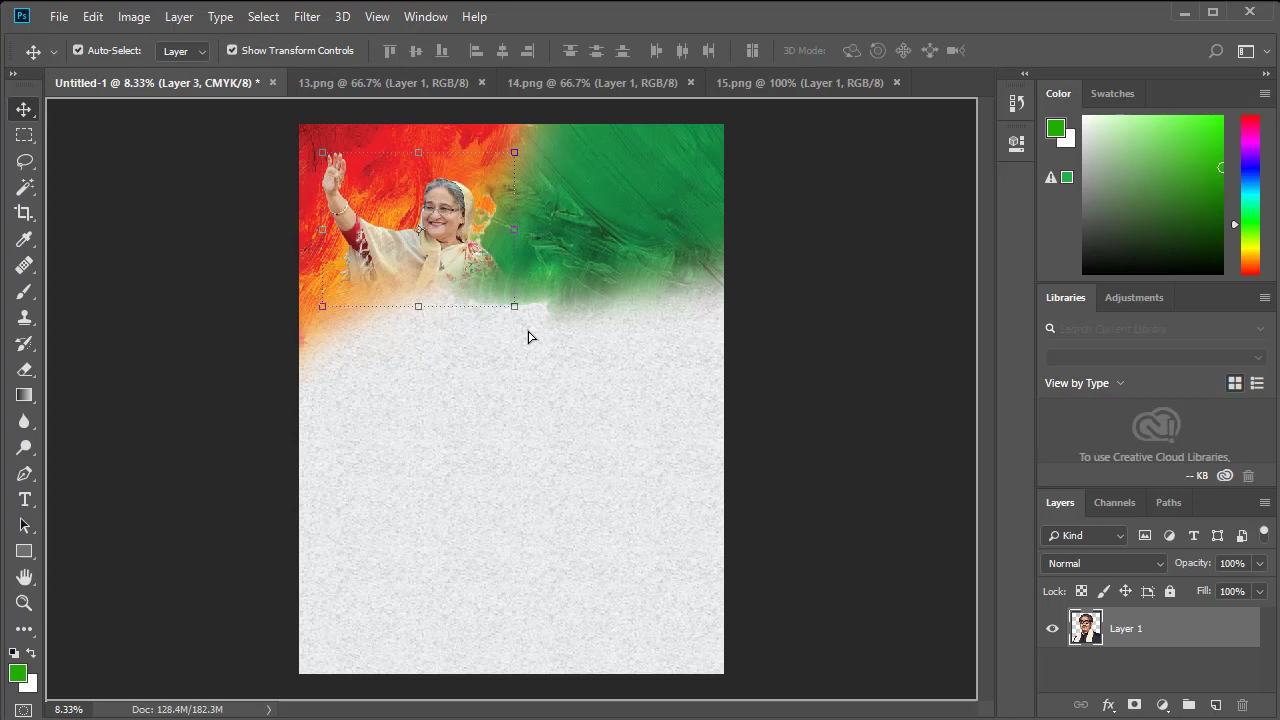 Ps File Edit Image Layer Type Select Filter 3D View Window Help
Auto-Select: Layer Show Transform Controls 3D Mode:
Untitled-1 @ 8.33% (Layer 3, CMYK/8) * 13.png @ 66.7% (Layer 1, RGB/8) 14.png @ 66.7% (Layer 1, RGB/8) 15.png @ 100% (Layer 1, RGB/8)
Color Swatches
Libraries Adjustments
Search Current Library
View by Type
To use Creative Cloud Libraries,
-- KB
Layers Channels Paths
Kind
Normal Opacity: 100%
Lock: Fill: 100%
Layer 1
8.33% Doc: 128.4M/182.3M